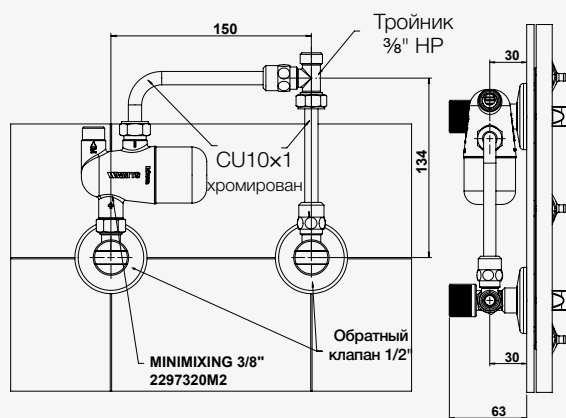 150
Тройник
⅜" НР
30
CU10×1
хромирован
134
WATTS
Обратный
клапан 1/2"
MINIMIXING 3/8"
2297320M2
30
63